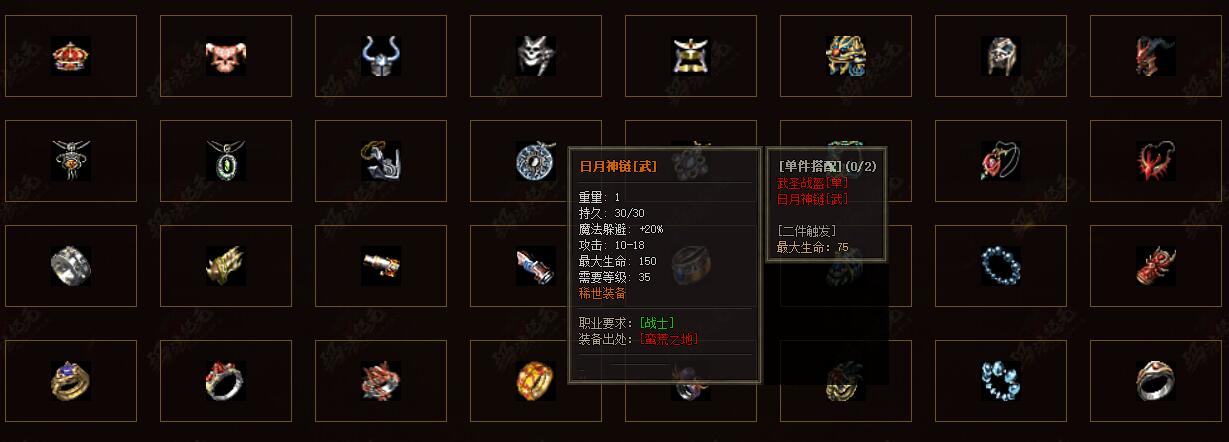 日月神链[武]
重量: 1
持久: 30/30
魔法躲避: +20%
攻击: 10-18
最大生命: 150
需要等级: 35
稀世装备
职业要求: [战士]
装备出处: [蛮荒之地]
[单件搭配](0/2)
武圣战盔[单]
日月神链[武]
[二件触发]
最大生命: 75